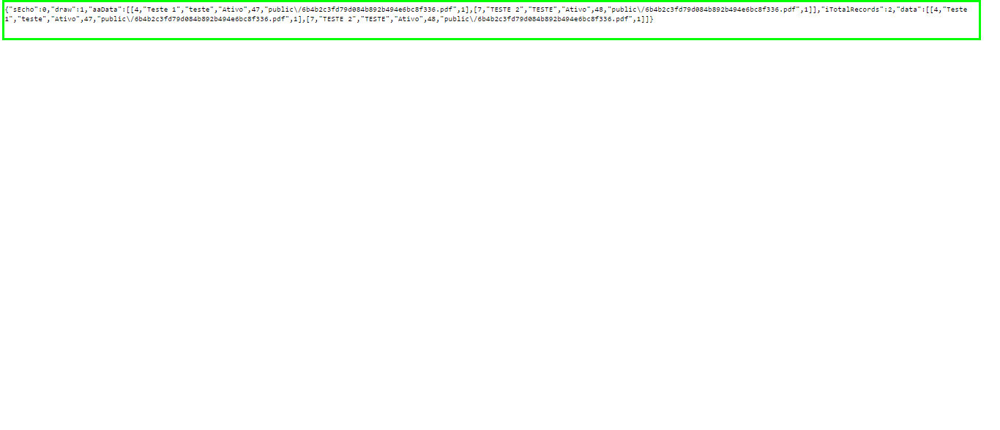 {"sEcho":0,"draw":1,"aaData":[[4,"Teste 1","teste","Ativo",47,"public\/6b4b2c3fd79d084b892b494e6bc8f336.pdf",1],[7,"TESTE 2","TESTE","Ativo",48,"public\/6b4b2c3fd79d084b892b494e6bc8f336.pdf",1]],"iTotalRecords":2,"data":[[4,"Teste
1","teste","Ativo",47,"public\/6b4b2c3fd79d084b892b494e6bc8f336.pdf",1],[7,"TESTE 2","TESTE","Ativo",48,"public\/6b4b2c3fd79d084b892b494e6bc8f336.pdf",1]]}